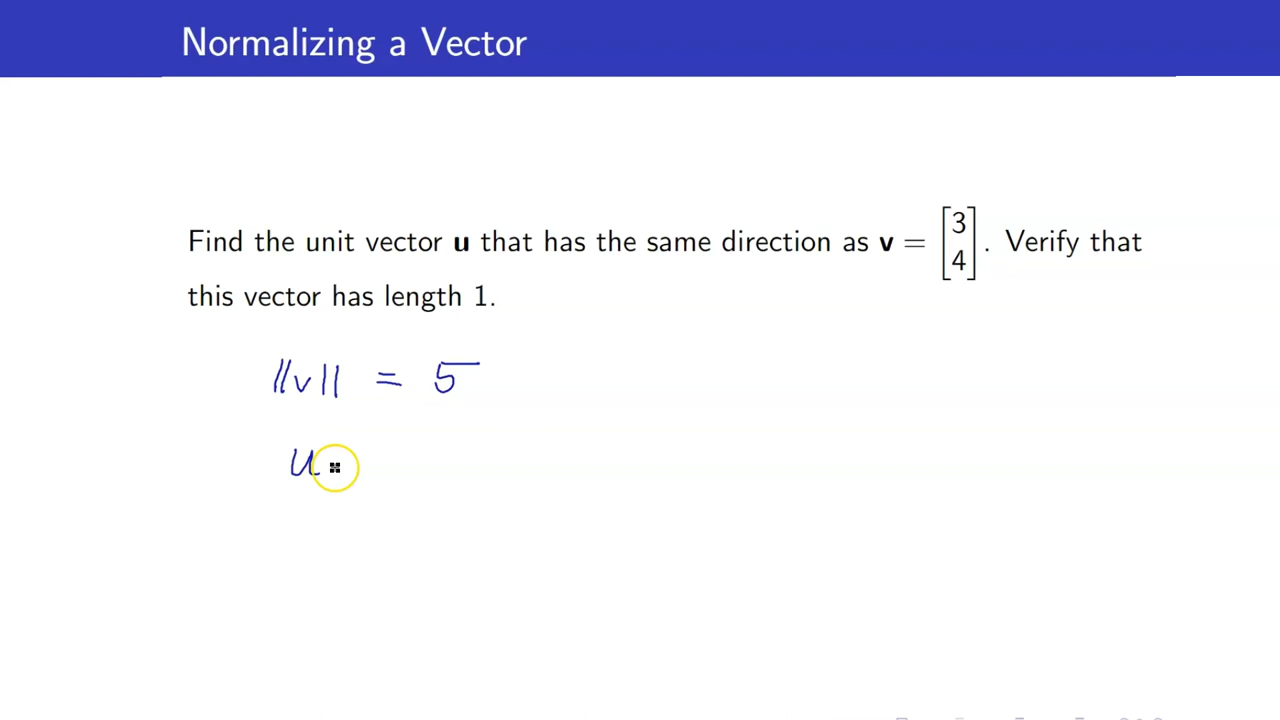 Normalizing a Vector
Find the unit vector u that has the same direction as v = [3 4]. Verify that
this vector has length 1.
||v|| = 5
u